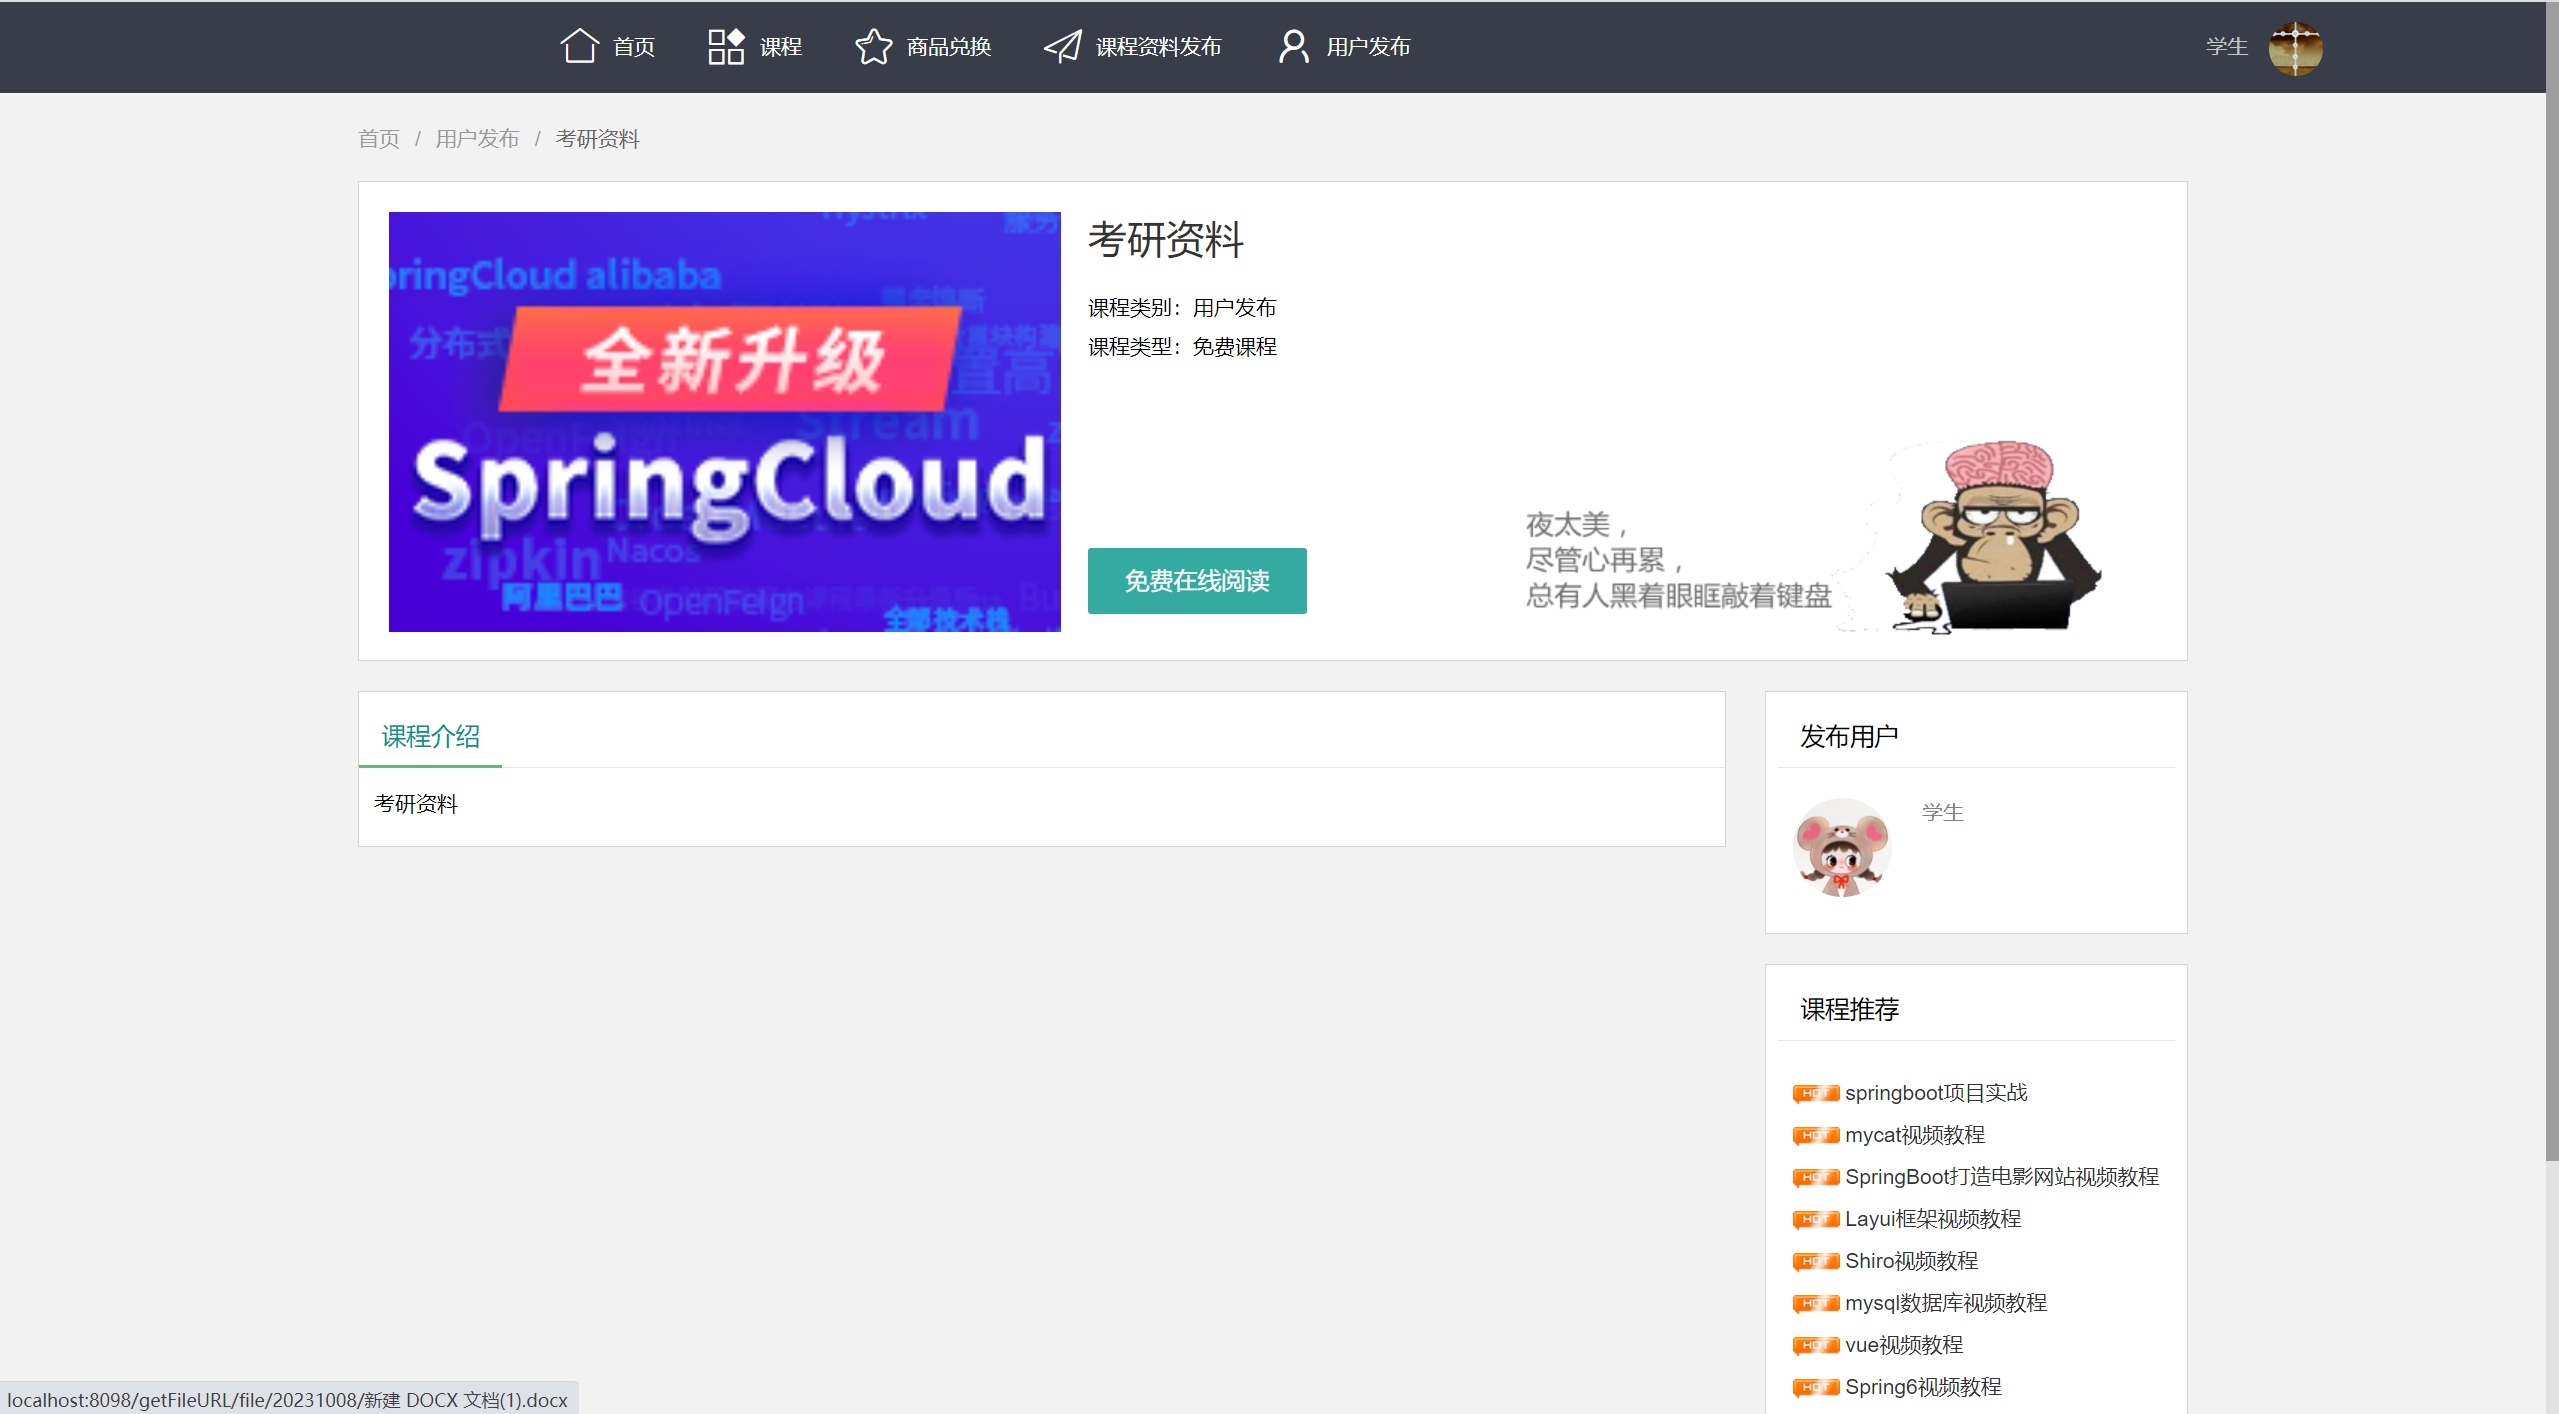 首页
课程
商品兑换
课程资料发布
用户发布
学生
首页 / 用户发布 / 考研资料
服务
pringCloud alibaba
分布式
全新升级
置高
Stream
OpenFeign
SpringCloud
zipkin
Nacos
阿里巴巴
OpenFeign
考研资料
课程类别：用户发布
课程类型：免费课程
免费在线阅读
夜太美，
尽管心再累，
总有人黑着眼眶敲着键盘
课程介绍
考研资料
发布用户
学生
课程推荐
HOT springboot项目实战
HOT mycat视频教程
HOT SpringBoot打造电影网站视频教程
HOT Layui框架视频教程
HOT Shiro视频教程
HOT mysql数据库视频教程
HOT vue视频教程
HOT Spring6视频教程
localhost:8098/getFileURL/file/20231008/新建 DOCX 文档(1).docx